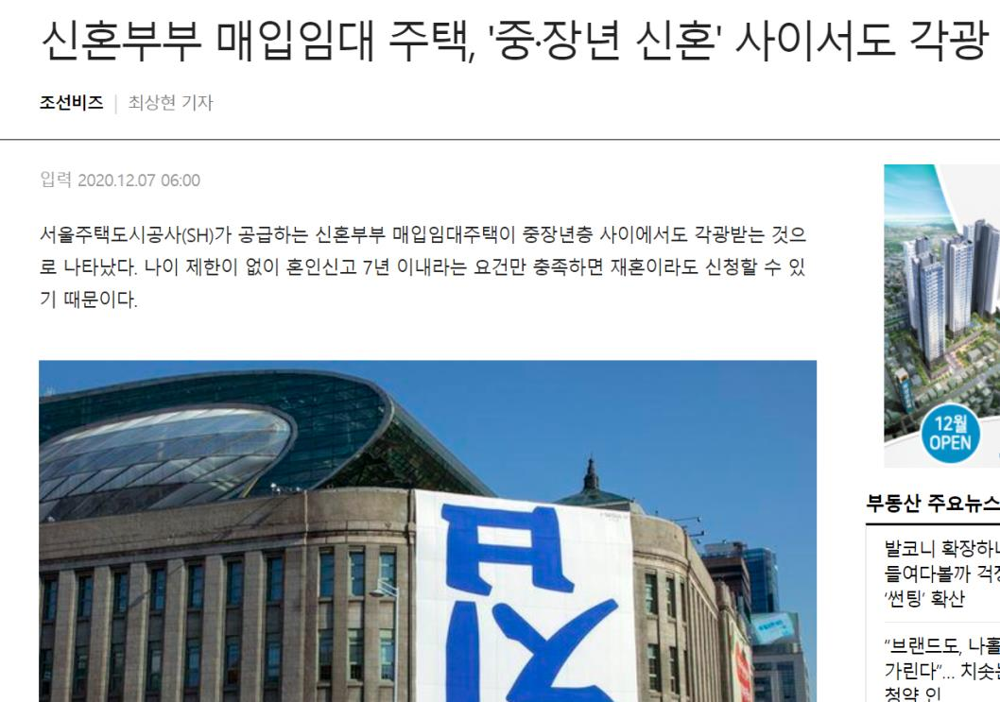 신혼부부 매입임대 주택, '중·장년 신혼' 사이서도 각광
조선비즈 | 최상현 기자
입력 2020.12.07 06:00
서울주택도시공사(SH)가 공급하는 신혼부부 매입임대주택이 중장년층 사이에서도 각광받는 것으
로 나타났다. 나이 제한이 없이 혼인신고 7년 이내라는 요건만 충족하면 재혼이라도 신청할 수 있
기 때문이다.
12월
OPEN
부동산 주요뉴스
발코니 확장하
들여다볼까 걱정
'썬팅' 확산
"브랜드도, 나홀
가린다"... 치솟는
청약 인